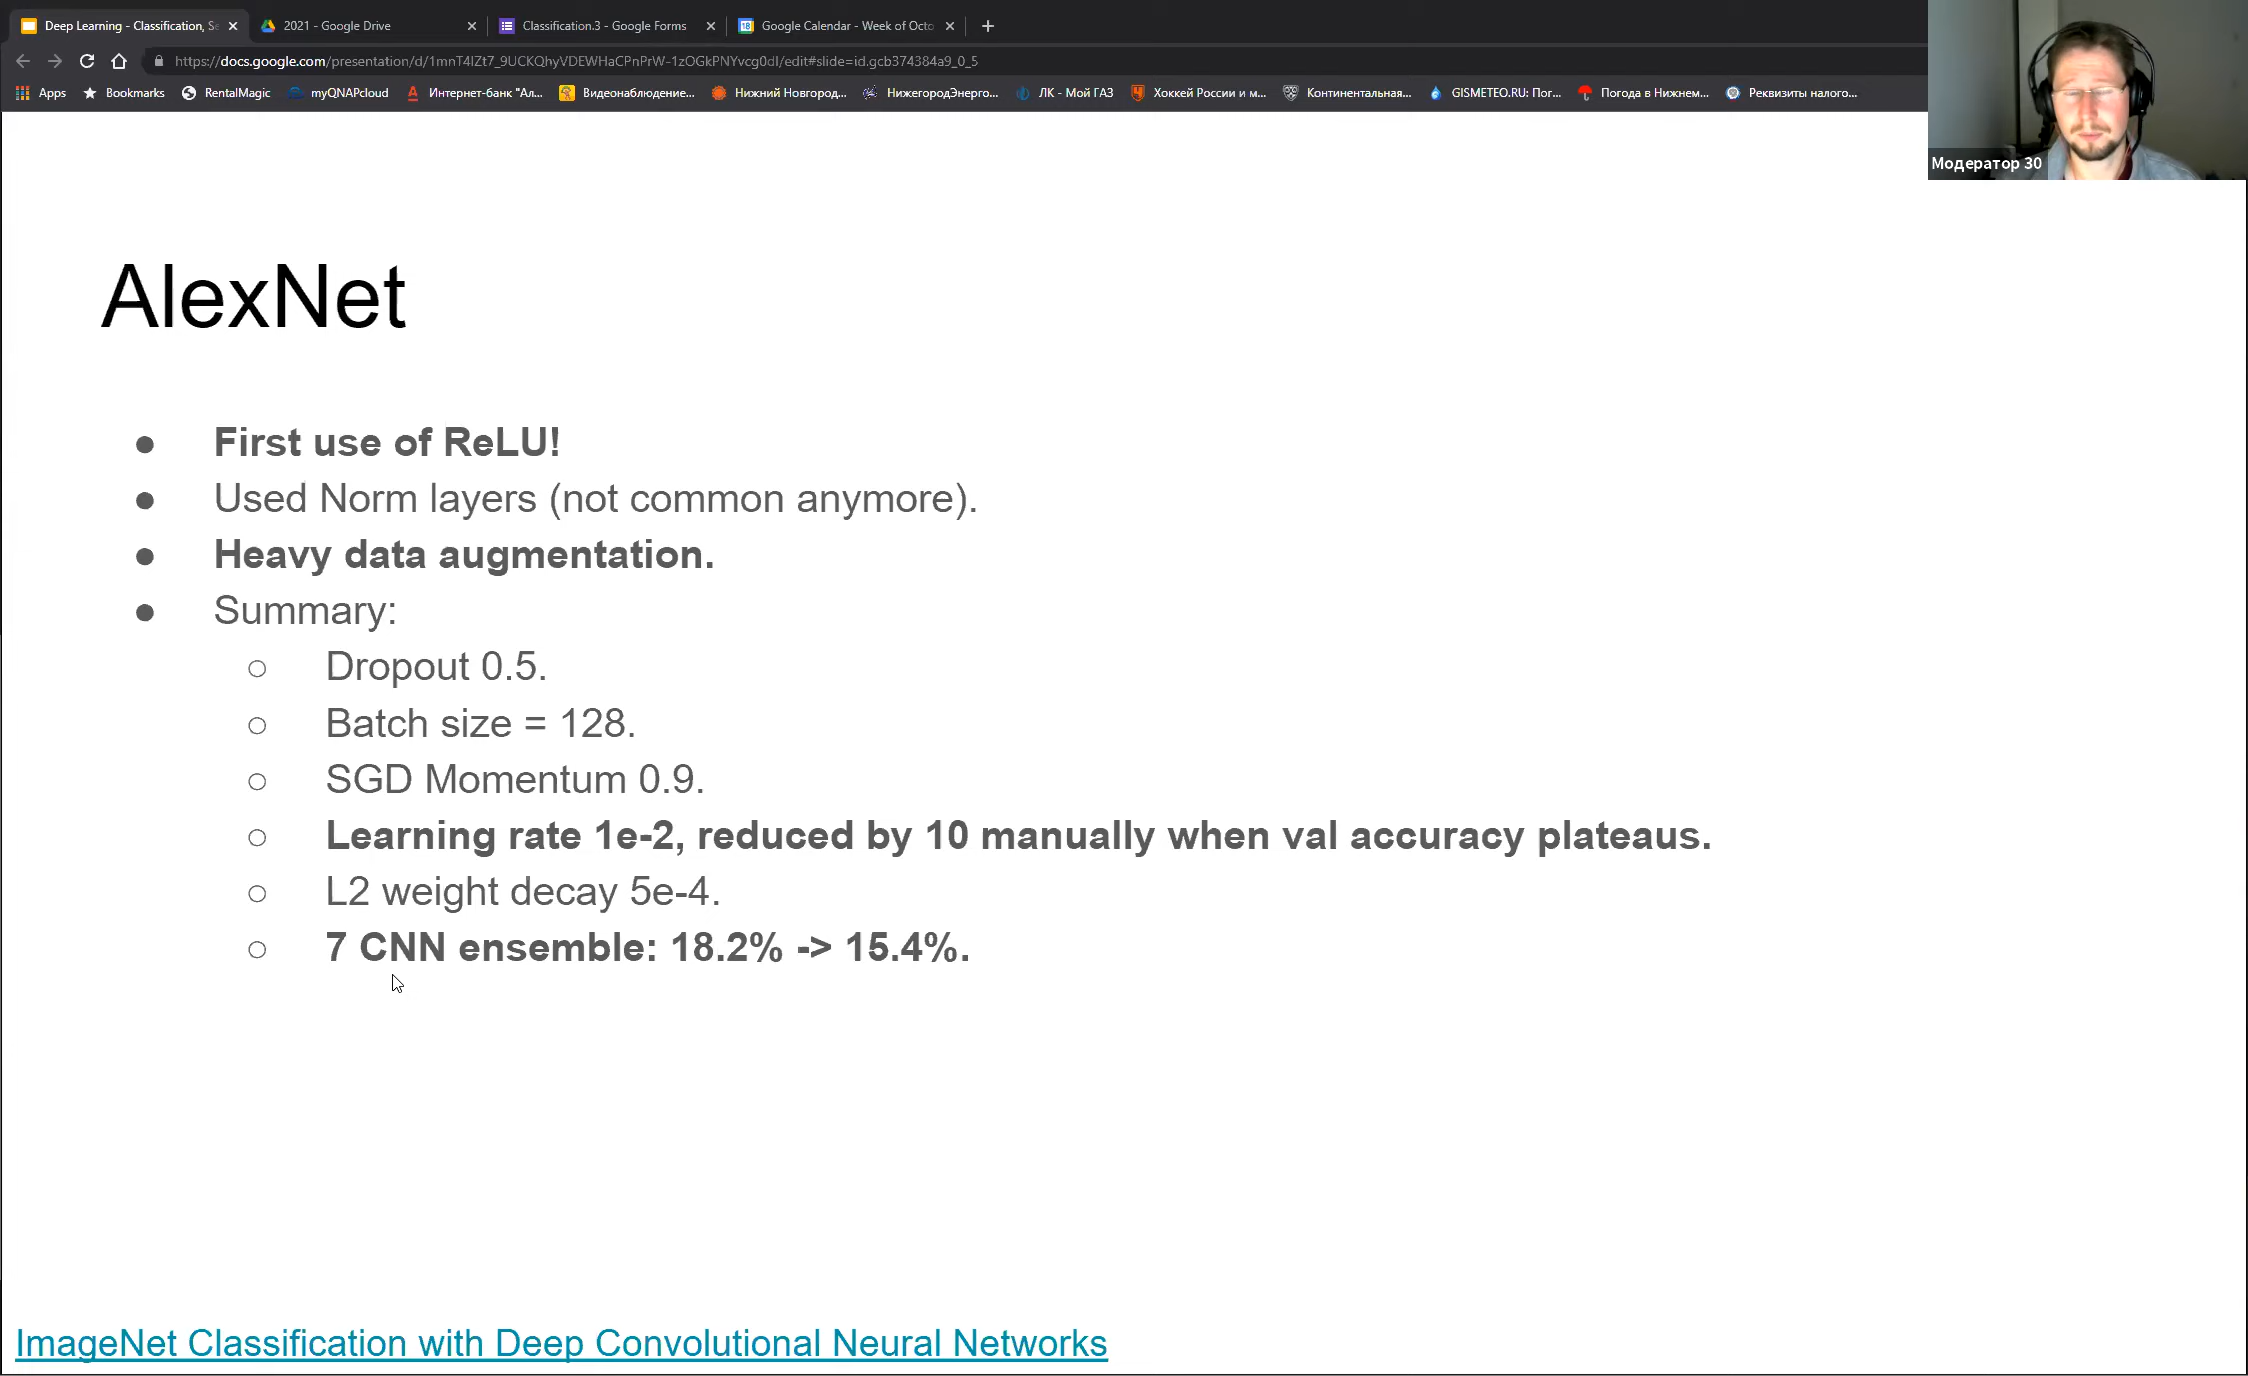 Deep Learning - Classification, Se
2021 - Google Drive
Classification.3 - Google Forms
Google Calendar - Week of Octo
https://docs.google.com/presentation/d/1mnT4IZt7_9UCKQhyVDEWHaCPnPrW-1zOGkPNYvcg0dI/edit#slide=id.gcb374384a9_0_5
Apps
Bookmarks
RentalMagic
myQNAPcloud
Интернет-банк "Ал...
Видеонаблюдение...
Нижний Новгород...
НижегородЭнерго...
ЛК - Мой ГАЗ
Хоккей России и м...
Континентальная...
GISMETEO.RU: Пог...
Погода в Нижнем...
Реквизиты налого...
Модератор 30
AlexNet
● First use of ReLU!
● Used Norm layers (not common anymore).
● Heavy data augmentation.
● Summary:
○ Dropout 0.5.
○ Batch size = 128.
○ SGD Momentum 0.9.
○ Learning rate 1e-2, reduced by 10 manually when val accuracy plateaus.
○ L2 weight decay 5e-4.
○ 7 CNN ensemble: 18.2% -> 15.4%.
ImageNet Classification with Deep Convolutional Neural Networks